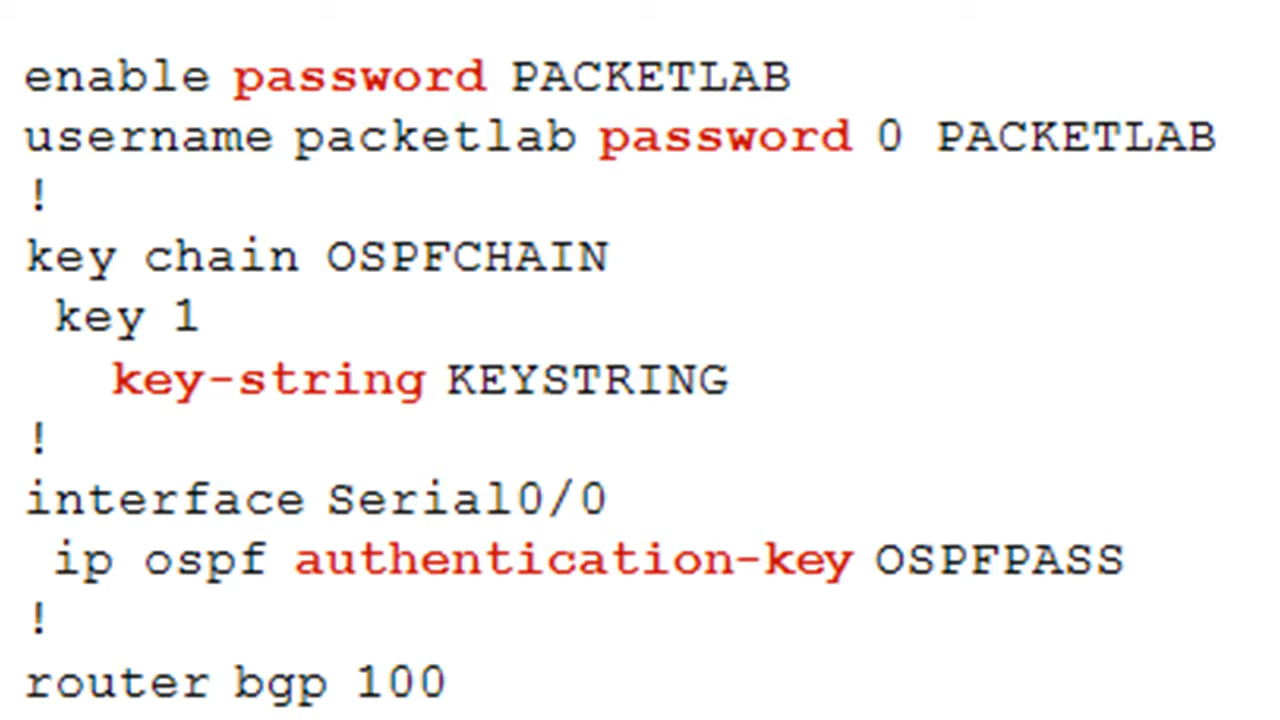 enable password PACKETLAB
username packetlab password 0 PACKETLAB
!
key chain OSPFCHAIN
key 1
key-string KEYSTRING
!
interface Serial0/0
ip ospf authentication-key OSPFPASS
!
router bgp 100